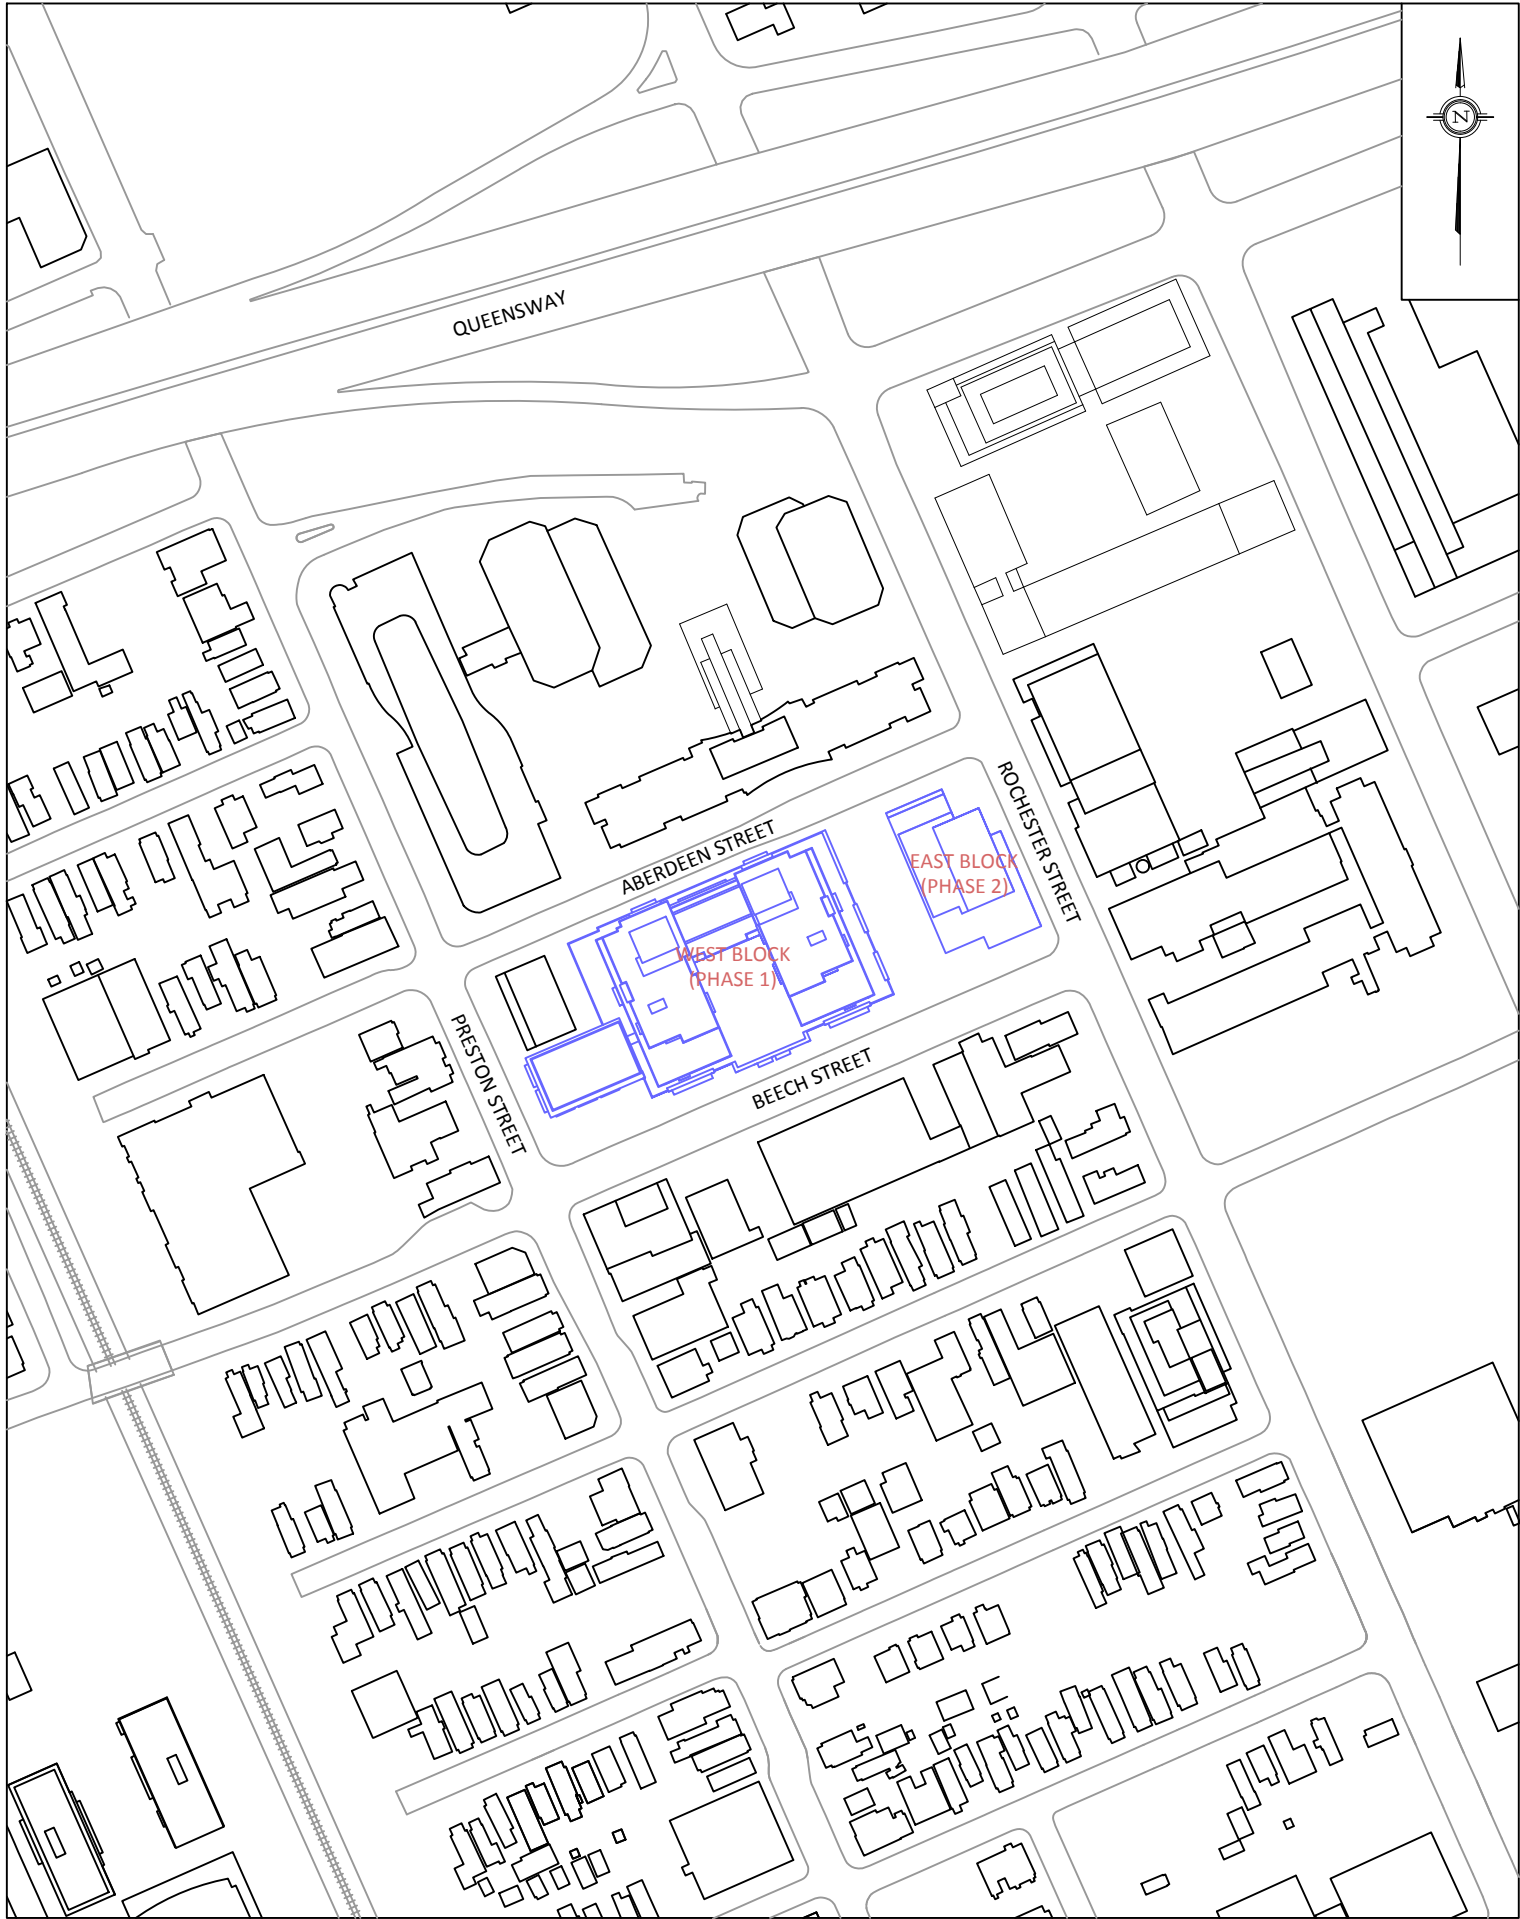 N
QUEENSWAY
ABERDEEN STREET
ROCHESTER STREET
EAST BLOCK
(PHASE 2)
WEST BLOCK
(PHASE 1)
PRESTON STREET
BEECH STREET